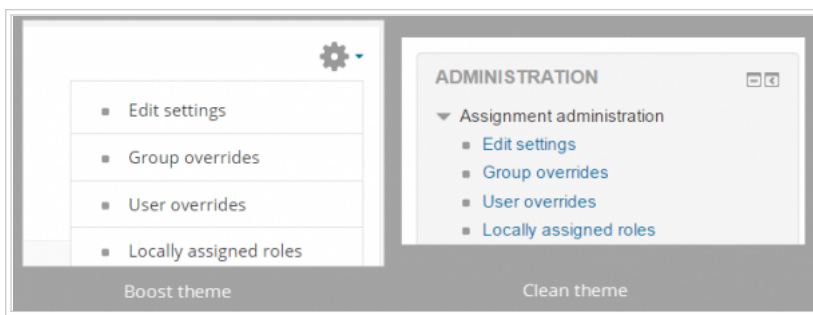 Edit settings
Group overrides
User overrides
Locally assigned roles
Boost theme
ADMINISTRATION
Assignment administration
Edit settings
Group overrides
User overrides
Locally assigned roles
Clean theme